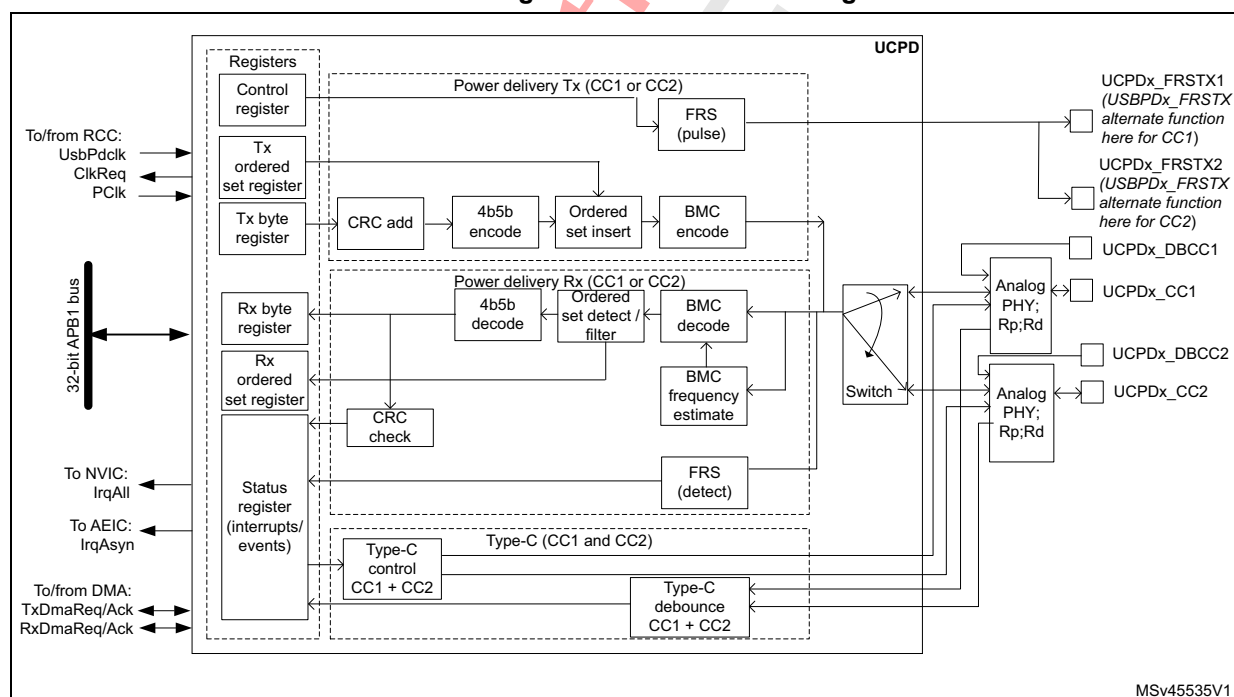 UCPD
Registers
Control
register
Tx
ordered
set register
Tx byte
register
Rx byte
register
Rx
ordered
set register
Status
register
(interrupts/
events)
Power delivery Tx (CC1 or CC2)
FRS
(pulse)
CRC add
4b5b
encode
Ordered
set insert
BMC
encode
Power delivery Rx (CC1 or CC2)
4b5b
decode
Ordered
set detect /
filter
BMC
decode
BMC
frequency
estimate
CRC
check
FRS
(detect)
Type-C (CC1 and CC2)
Type-C
control
CC1 + CC2
Type-C
debounce
CC1 + CC2
Switch
Analog
PHY;
Rp;Rd
Analog
PHY;
Rp;Rd
To/from RCC:
UsbPdclk
ClkReq
PClk
32-bit APB1 bus
To NVIC:
IrqAll
To AEIC:
IrqAsyn
To/from DMA:
TxDmaReq/Ack
RxDmaReq/Ack
UCPDx_FRSTX1
(USBPDx_FRSTX
alternate function
here for CC1)
UCPDx_FRSTX2
(USBPDx_FRSTX
alternate function
here for CC2)
UCPDx_DBCC1
UCPDx_CC1
UCPDx_DBCC2
UCPDx_CC2
MSv45535V1